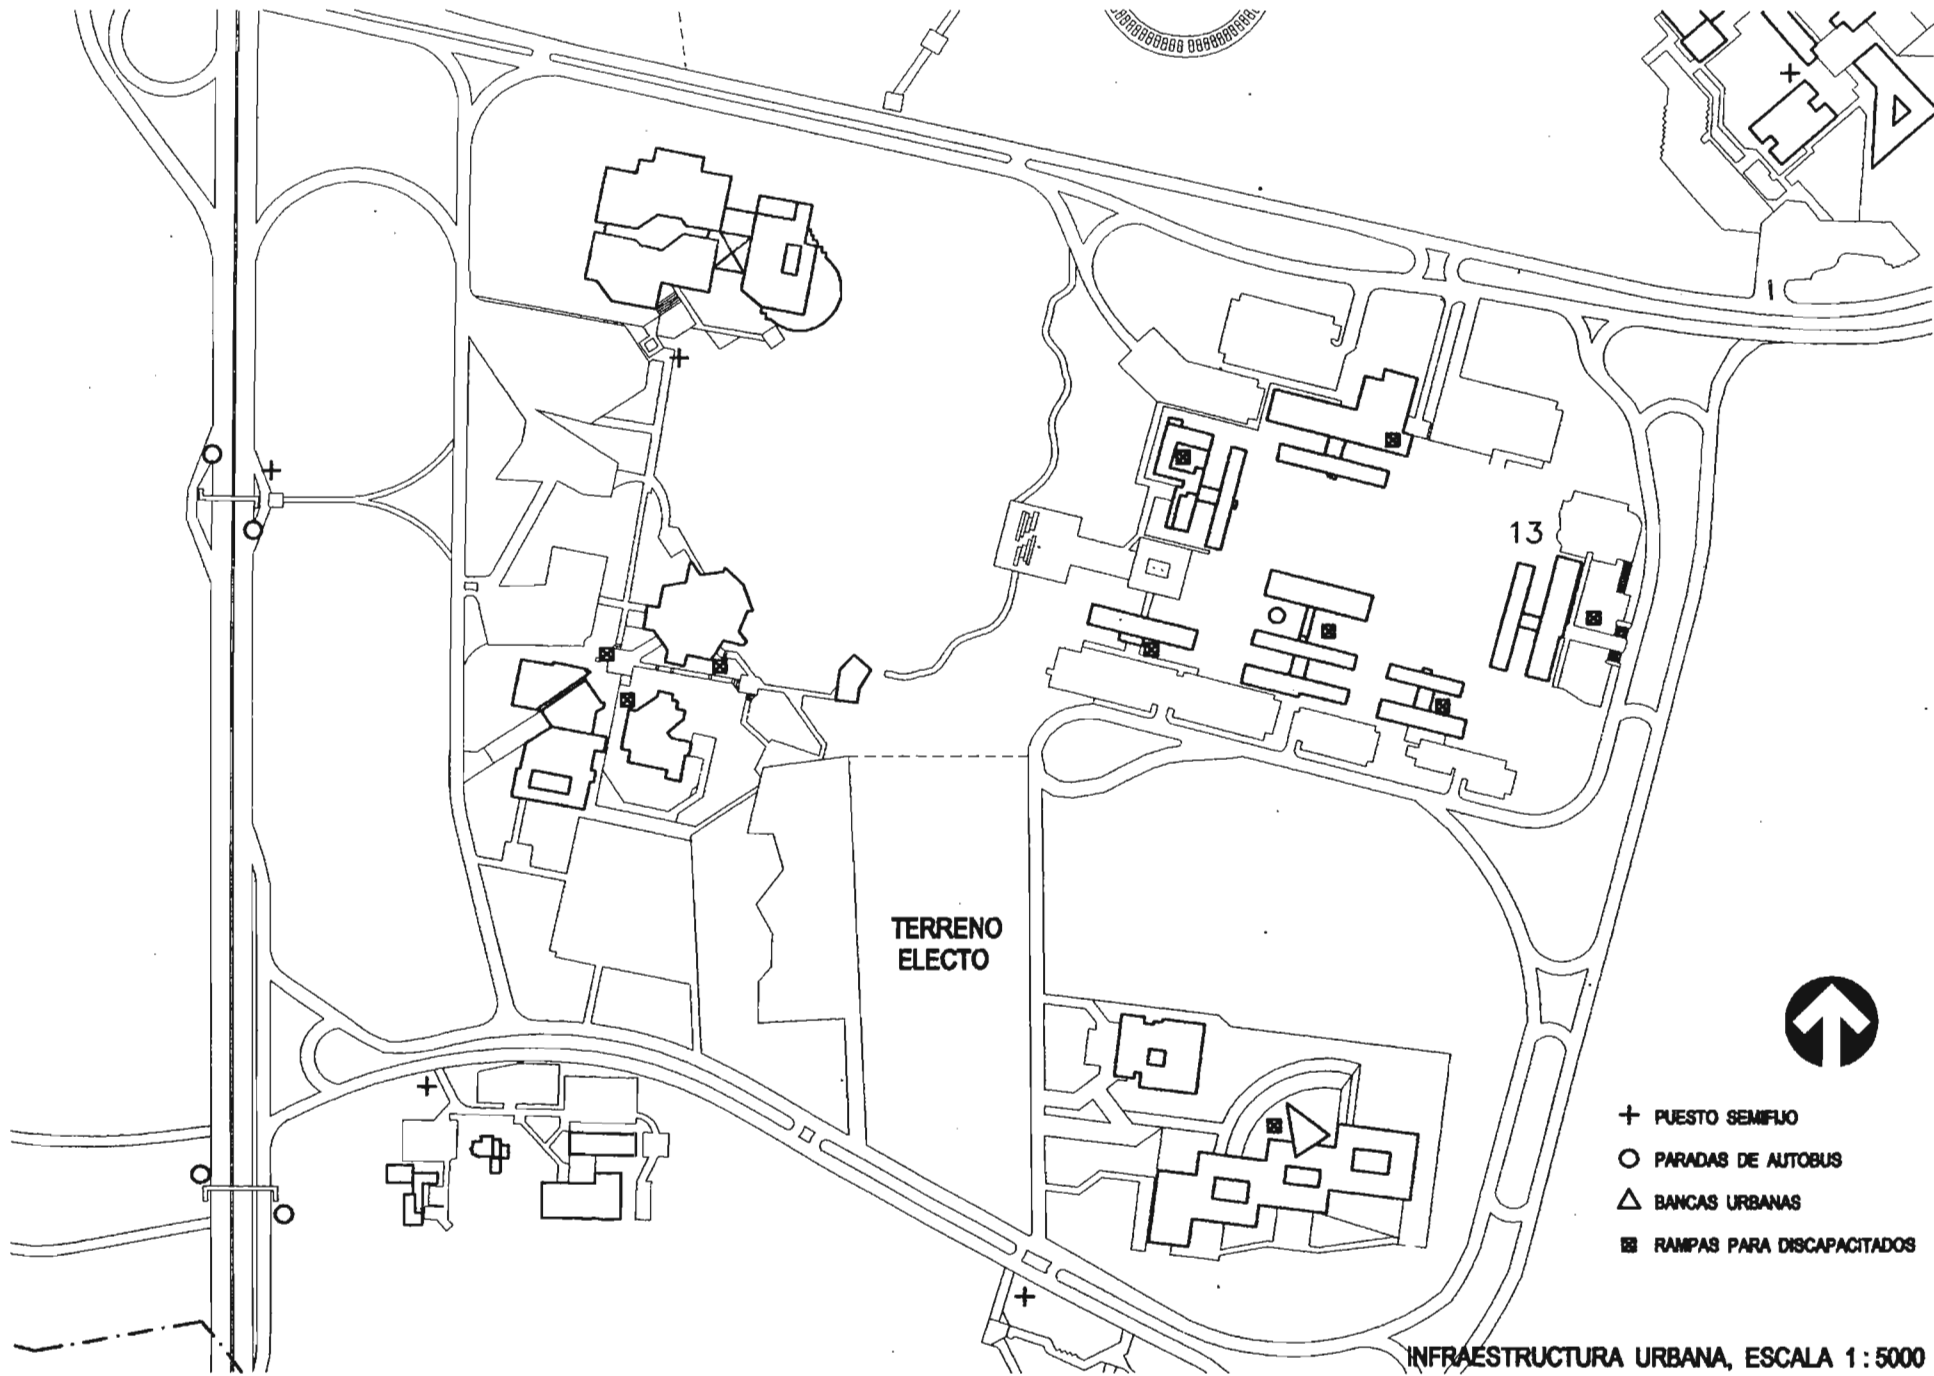 13
TERRENO
ELECTO
PUESTO SEMIFIJO
PARADAS DE AUTOBUS
BANCAS URBANAS
RAMPAS PARA DISCAPACITADOS
INFRAESTRUCTURA URBANA, ESCALA 1 : 5000